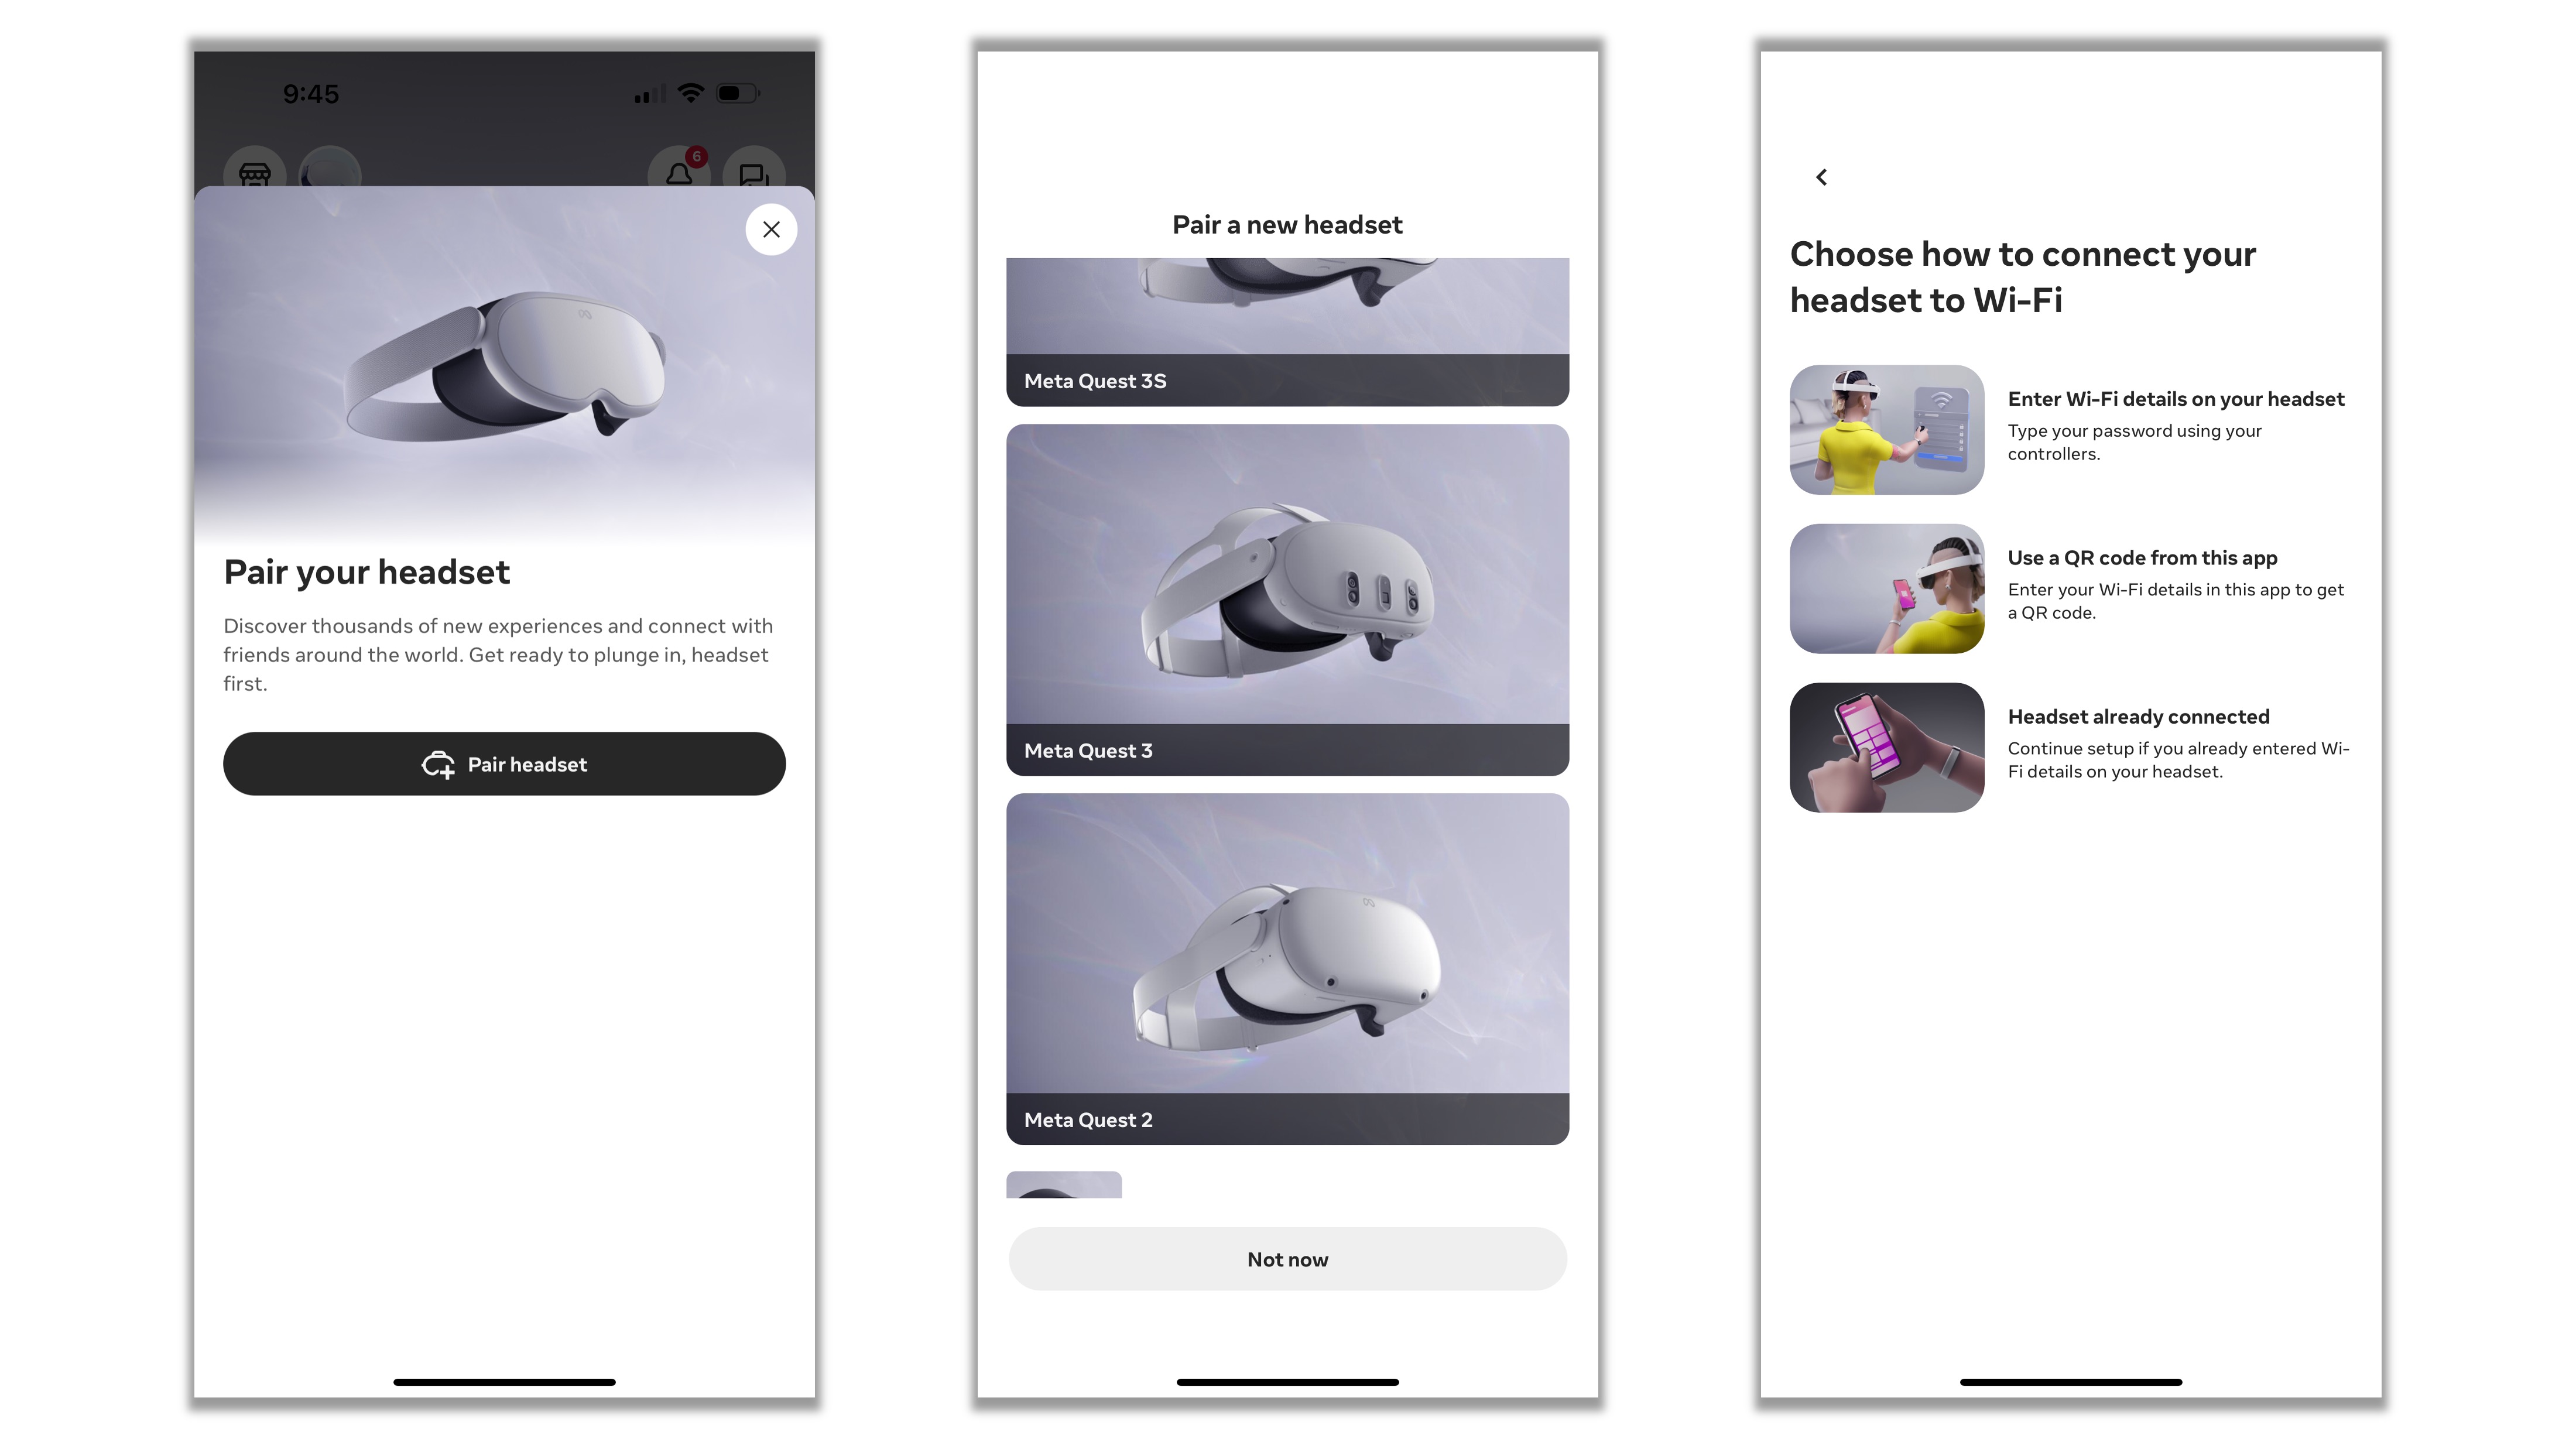 9:45
6
Pair your headset
Discover thousands of new experiences and connect with
friends around the world. Get ready to plunge in, headset
first.
Pair headset
Pair a new headset
Meta Quest 3S
Meta Quest 3
Meta Quest 2
Not now
Choose how to connect your
headset to Wi-Fi
Enter Wi-Fi details on your headset
Type your password using your
controllers.
Use a QR code from this app
Enter your Wi-Fi details in this app to get
a QR code.
Headset already connected
Continue setup if you already entered Wi-
Fi details on your headset.